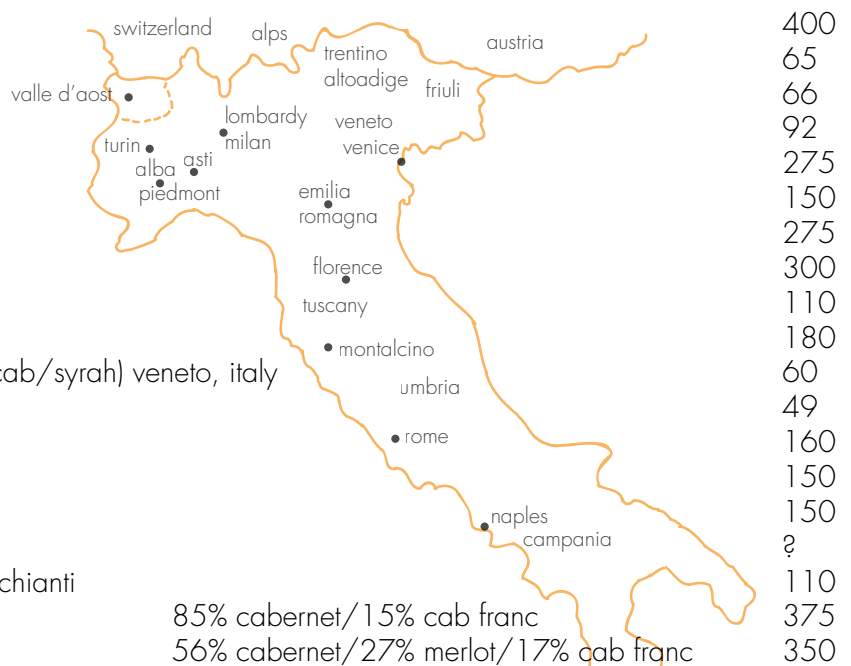 400
switzerland
alps
austria
trentino
altoadige
65
friuli
66
valle d'aost
lombardy
milan
veneto
venice
92
turin
alba
asti
piedmont
275
emilia
romagna
150
275
florence
300
tuscany
110
montalcino
180
cab/syrah) veneto, italy
umbria
60
49
rome
160
150
naples
campania
150
?
chianti
110
85% cabernet/15% cab franc
375
56% cabernet/27% merlot/17% cab franc
350